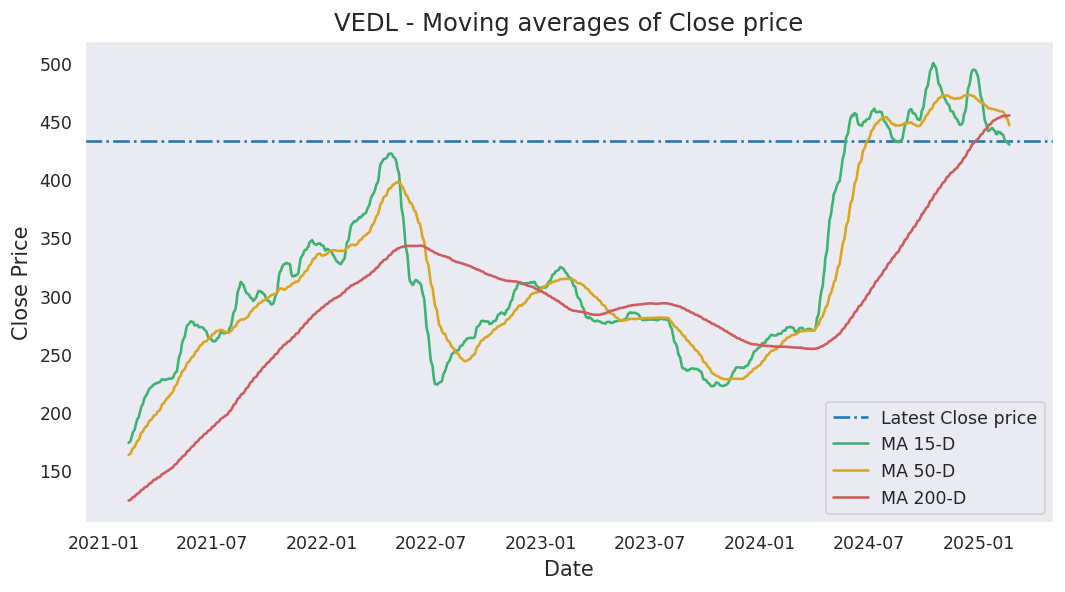 VEDL - Moving averages of Close price
Close Price
500
450
400
350
300
250
200
150
Latest Close price
MA 15-D
MA 50-D
MA 200-D
2021-01 2021-07 2022-01 2022-07 2023-01 2023-07 2024-01 2024-07 2025-01
Date